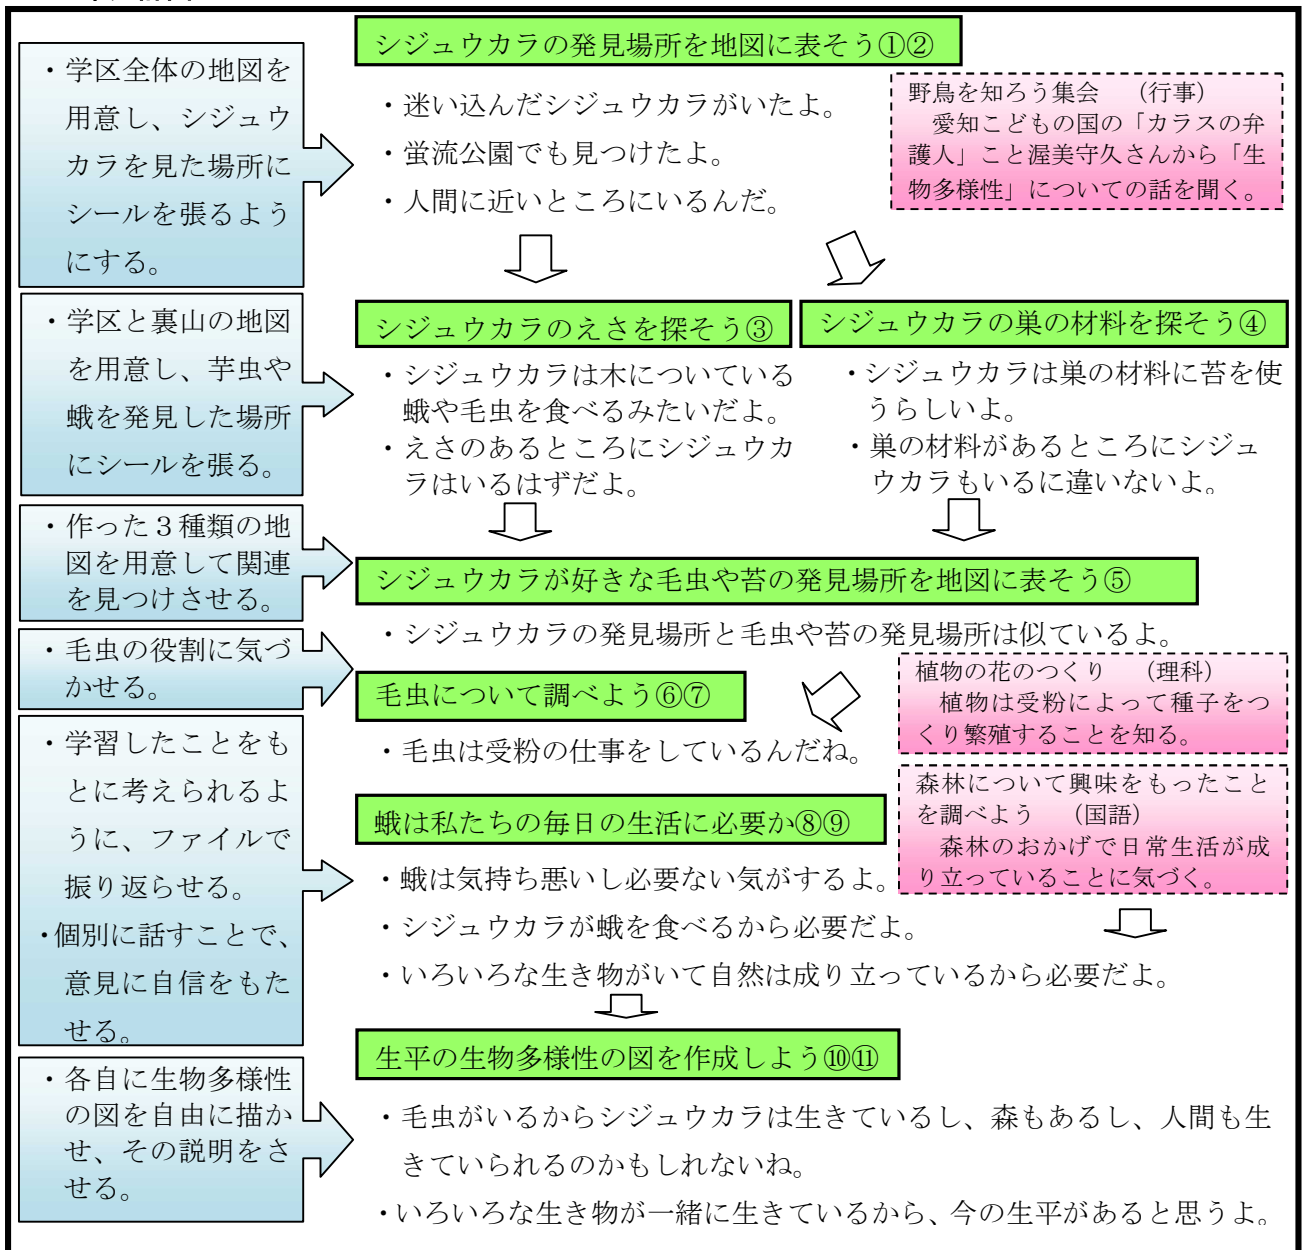 シジュウカラの発見場所を地図に表そう①②
・学区全体の地図を
用意し、シジュウ
カラを見た場所に
シールを張るよう
にする。
・迷い込んだシジュウカラがいたよ。
・蛍流公園でも見つけたよ。
・人間に近いところにいるんだ。
野鳥を知ろう集会　（行事）
愛知こどもの国の「カラスの弁
護人」こと渥美守久さんから「生
物多様性」についての話を聞く。
・学区と裏山の地図
を用意し、芋虫や
蛾を発見した場所
にシールを張る。
シジュウカラのえさを探そう③
・シジュウカラは木についている
蛾や毛虫を食べるみたいだよ。
・えさのあるところにシジュウカ
ラはいるはずだよ。
シジュウカラの巣の材料を探そう④
・シジュウカラは巣の材料に苔を使
うらしいよ。
・巣の材料があるところにシジュ
ウカラもいるに違いないよ。
・作った３種類の地
図を用意して関連
を見つけさせる。
シジュウカラが好きな毛虫や苔の発見場所を地図に表そう⑤
・シジュウカラの発見場所と毛虫や苔の発見場所は似ているよ。
・毛虫の役割に気づ
かせる。
毛虫について調べよう⑥⑦
・毛虫は受粉の仕事をしているんだね。
植物の花のつくり　（理科）
植物は受粉によって種子をつ
くり繁殖することを知る。
・学習したことをも
とに考えられるよ
うに、ファイルで
振り返らせる。
・個別に話すことで、
意見に自信をもた
せる。
蛾は私たちの毎日の生活に必要か⑧⑨
・蛾は気持ち悪いし必要ない気がするよ。
・シジュウカラが蛾を食べるから必要だよ。
・いろいろな生き物がいて自然は成り立っているから必要だよ。
森林について興味をもったこと
を調べよう　（国語）
森林のおかげで日常生活が成
り立っていることに気づく。
生平の生物多様性の図を作成しよう⑩⑪
・各自に生物多様性
の図を自由に描か
せ、その説明をさ
せる。
・毛虫がいるからシジュウカラは生きているし、森もあるし、人間も生
きていられるのかもしれないね。
・いろいろな生き物が一緒に生きているから、今の生平があると思うよ。